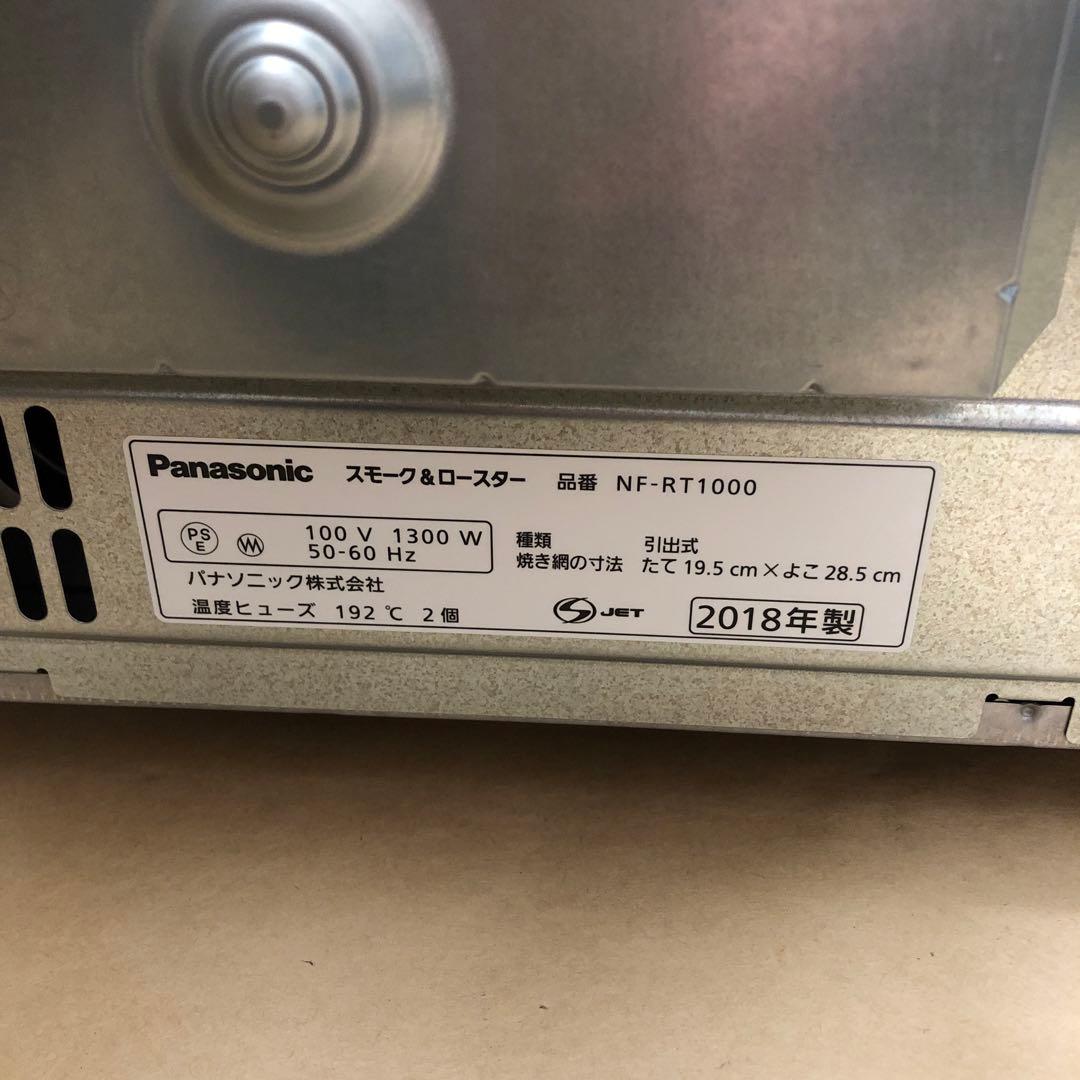 Panasonic スモーク&ロースター 品番 NF-RT1000
PS E 100 V 1300 W
50-60 Hz
種類 引出式
焼き網の寸法 たて 19.5 cm×よこ 28.5 cm
パナソニック株式会社
温度ヒューズ 192 ℃ 2個
S JET 2018年製